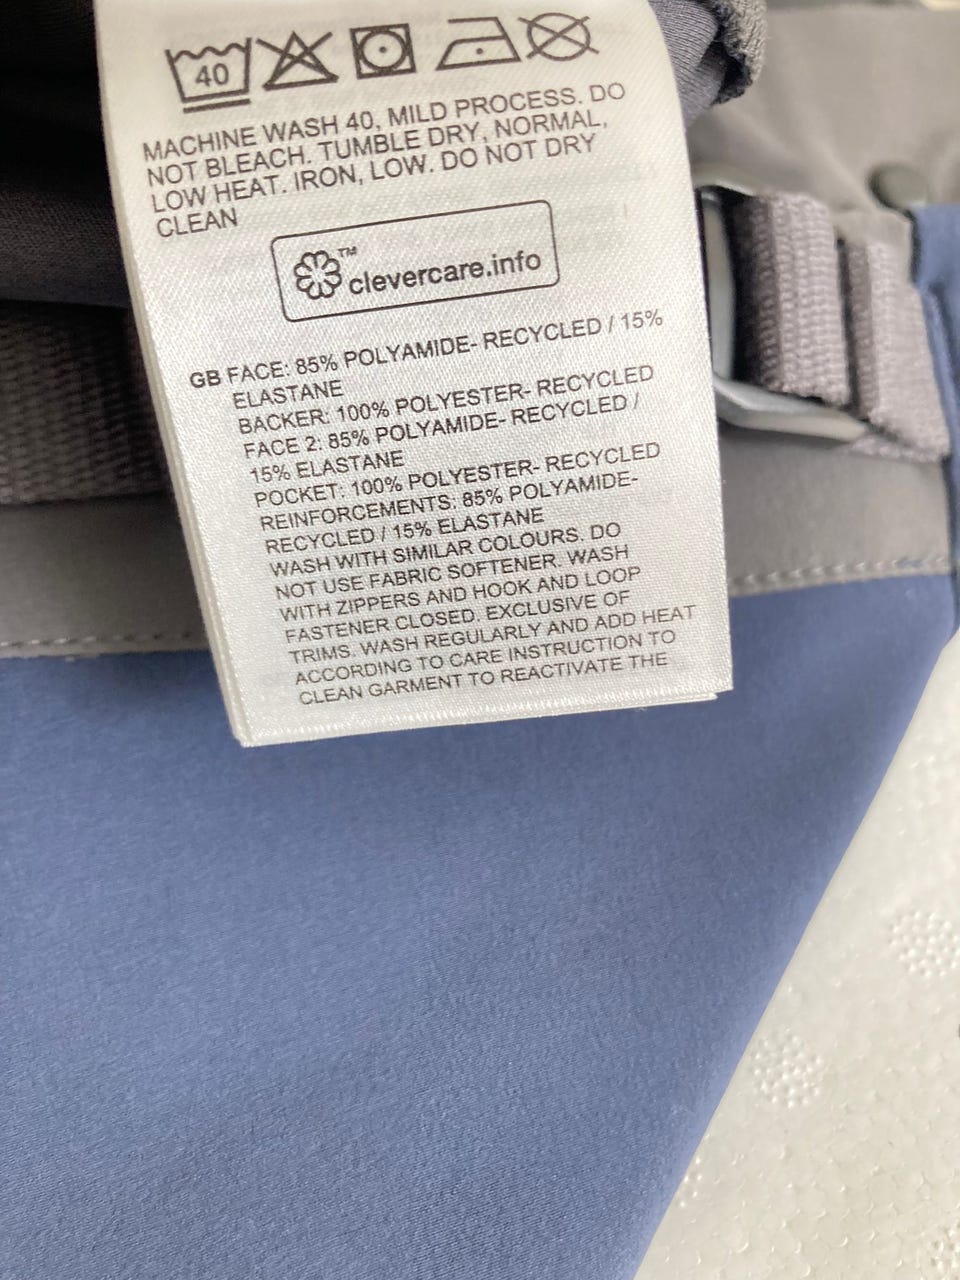 40
MACHINE WASH 40, MILD PROCESS. DO
NOT BLEACH. TUMBLE DRY, NORMAL,
LOW HEAT. IRON, LOW. DO NOT DRY
CLEAN
™
clevercare.info
GB FACE: 85% POLYAMIDE- RECYCLED / 15%
ELASTANE
BACKER: 100% POLYESTER- RECYCLED
FACE 2: 85% POLYAMIDE- RECYCLED /
15% ELASTANE
POCKET: 100% POLYESTER- RECYCLED
REINFORCEMENTS: 85% POLYAMIDE-
RECYCLED / 15% ELASTANE
WASH WITH SIMILAR COLOURS. DO
NOT USE FABRIC SOFTENER. WASH
WITH ZIPPERS AND HOOK AND LOOP
FASTENER CLOSED. EXCLUSIVE OF
TRIMS. WASH REGULARLY AND ADD HEAT
ACCORDING TO CARE INSTRUCTION TO
CLEAN GARMENT TO REACTIVATE THE